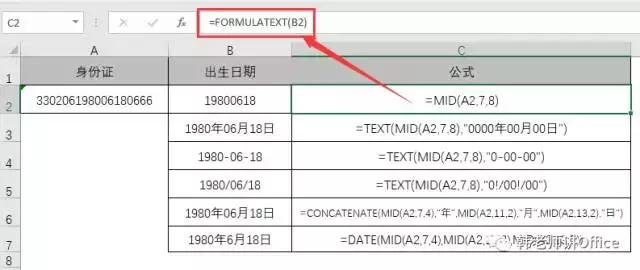 C2
fx
=FORMULATEXT(B2)
A
B
C
1
身份证
出生日期
公式
2
330206198006180666
19800618
=MID(A2,7,8)
3
1980年06月18日
=TEXT(MID(A2,7,8),"0000年00月00日")
4
1980-06-18
=TEXT(MID(A2,7,8),"0-00-00")
5
1980/06/18
=TEXT(MID(A2,7,8),"0!/00!/00")
6
1980年06月18日
=CONCATENATE(MID(A2,7,4),"年",MID(A2,11,2),"月",MID(A2,13,2),"日")
7
1980年6月18日
=DATE(MID(A2,7,4),MID(A2,
韩老师讲Office
8